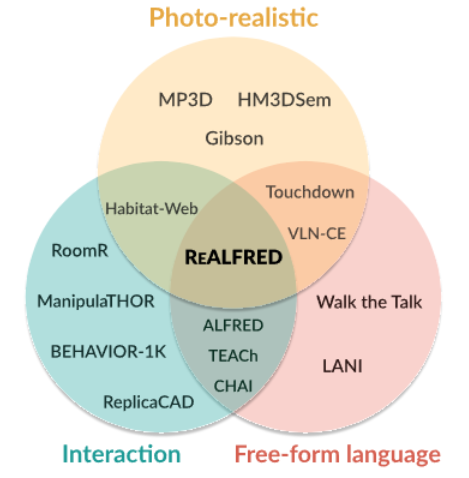 Photo-realistic
MP3D HM3DSem
Gibson
Touchdown
Habitat-Web
VLN-CE
RoomR
REALFRED
ManipulaTHOR
Walk the Talk
ALFRED
BEHAVIOR-1K
TEACh
LANI
CHAI
ReplicaCAD
Interaction
Free-form language